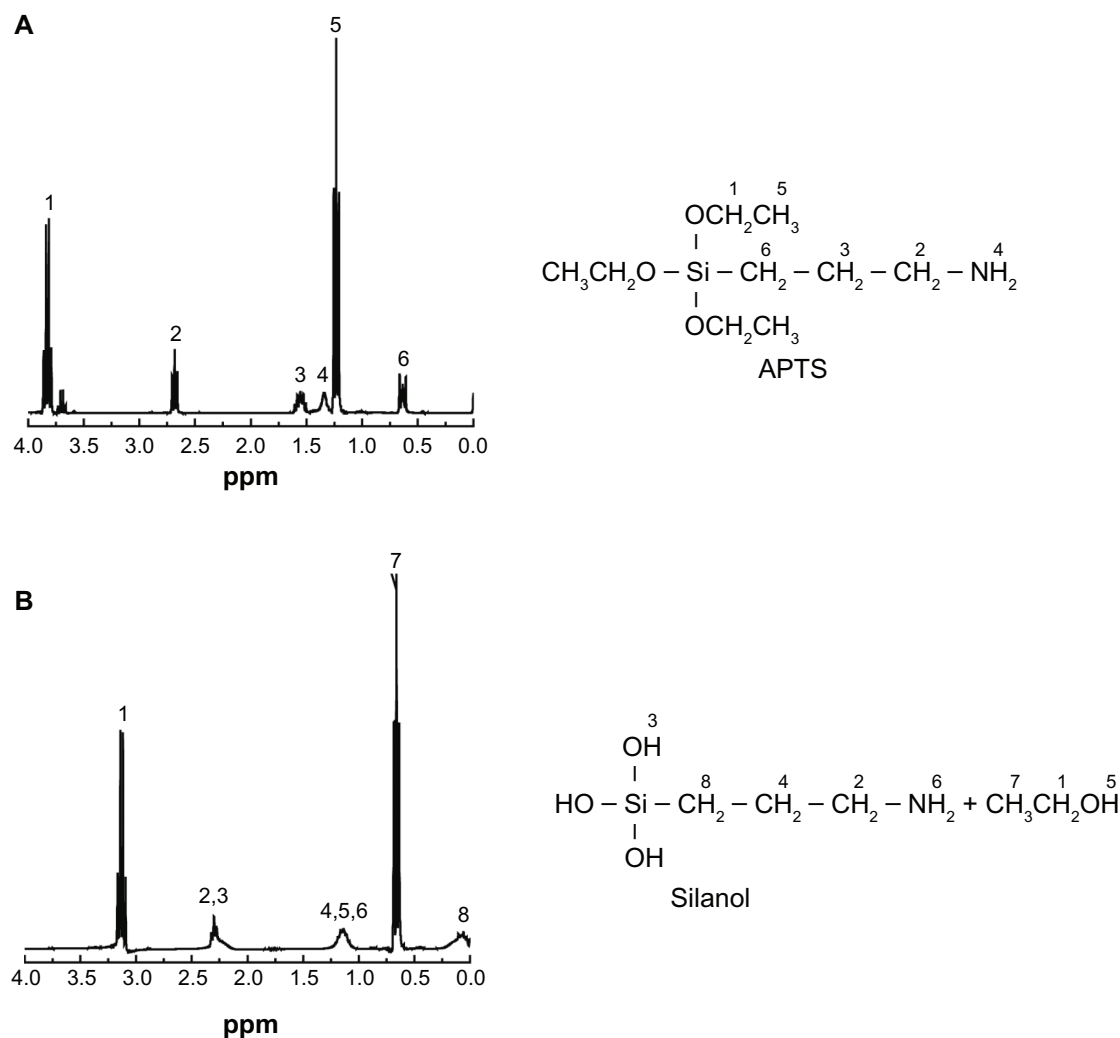 A
5
1
2
3 4
6
4.0 3.5 3.0 2.5 2.0 1.5 1.0 0.5 0.0
ppm
1 5
OCH₂CH₃
6 3 2 4
CH₃CH₂O – Si – CH₂ – CH₂ – CH₂ – NH₂
OCH₂CH₃
APTS
B
7
1
2,3
4,5,6
8
4.0 3.5 3.0 2.5 2.0 1.5 1.0 0.5 0.0
ppm
3
OH
8 4 2 6 7 1 5
HO – Si – CH₂ – CH₂ – CH₂ – NH₂ + CH₃CH₂OH
OH
Silanol